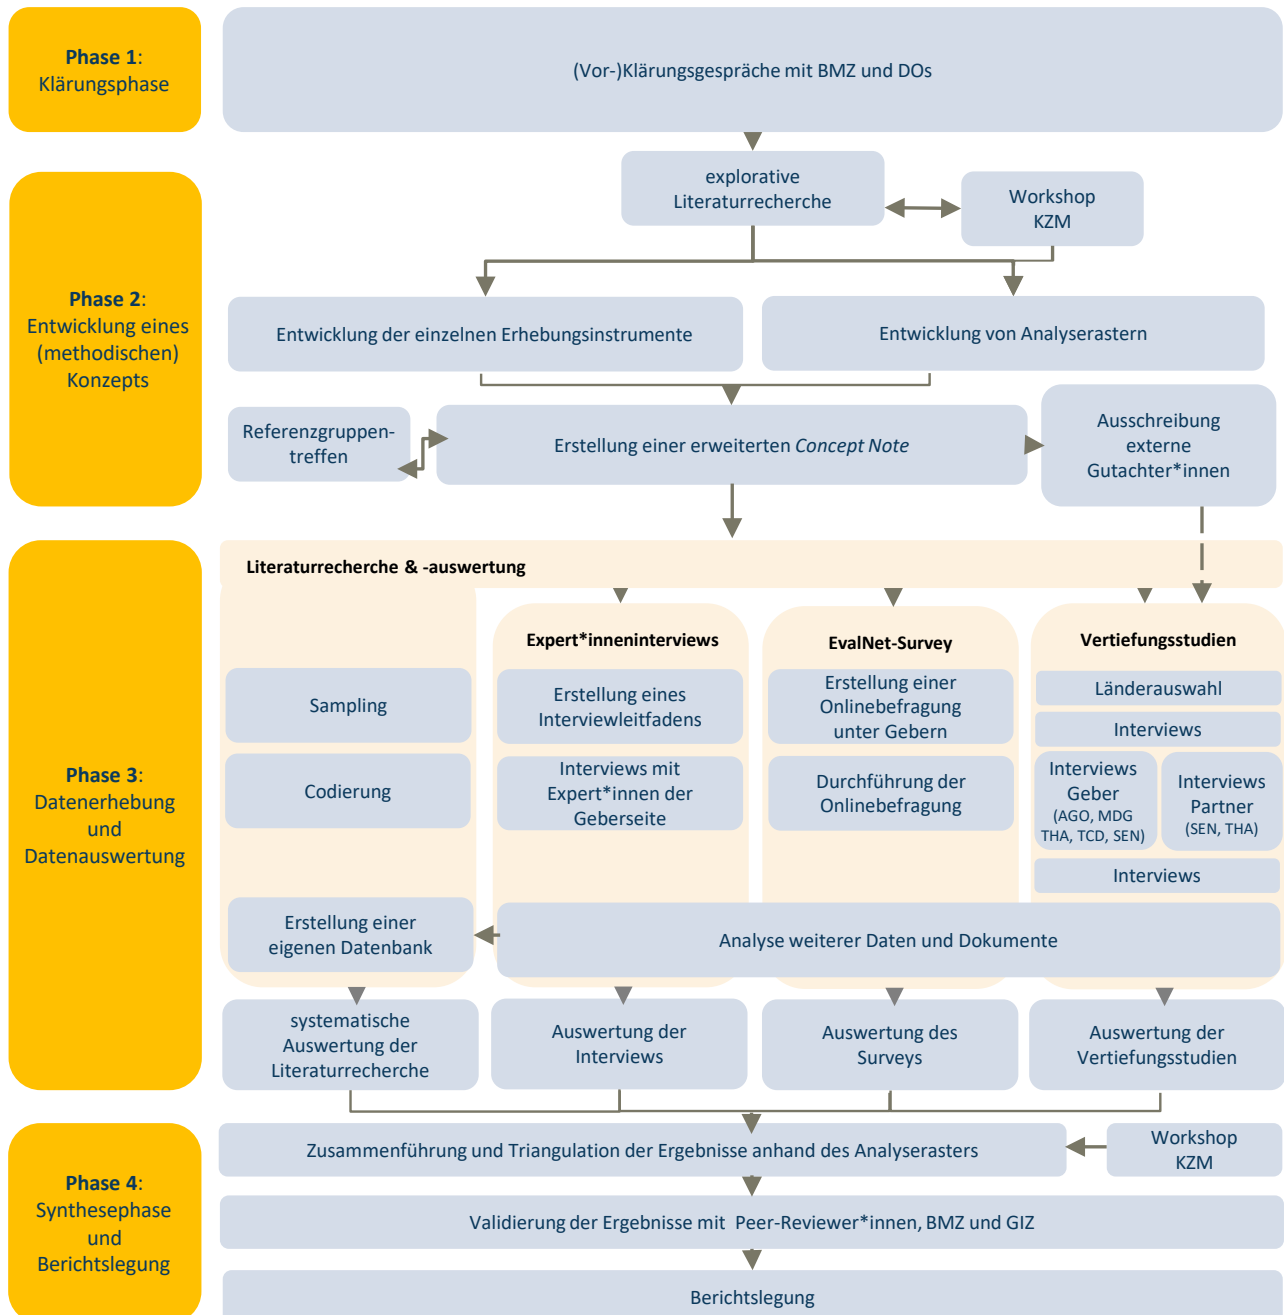 Phase 1:
Klärungsphase
(Vor-)Klärungsgespräche mit BMZ und DOs
Phase 2:
Entwicklung eines
(methodischen)
Konzepts
explorative
Literaturrecherche
Workshop
KZM
Entwicklung der einzelnen Erhebungsinstrumente
Entwicklung von Analyserastern
Referenzgruppen-
treffen
Erstellung einer erweiterten Concept Note
Ausschreibung
externe
Gutachter*innen
Phase 3:
Datenerhebung
und
Datenauswertung
Literaturrecherche & -auswertung
Sampling
Codierung
Erstellung einer
eigenen Datenbank
Expert*inneninterviews
Erstellung eines
Interviewleitfadens
Interviews mit
Expert*innen der
Geberseite
EvalNet-Survey
Erstellung einer
Onlinebefragung
unter Gebern
Durchführung der
Onlinebefragung
Vertiefungsstudien
Länderauswahl
Interviews
Interviews
Geber
(AGO, MDG
THA, TCD, SEN)
Interviews
Partner
(SEN, THA)
Interviews
Analyse weiterer Daten und Dokumente
systematische
Auswertung der
Literaturrecherche
Auswertung der
Interviews
Auswertung des
Surveys
Auswertung der
Vertiefungsstudien
Phase 4:
Synthesephase
und
Berichtslegung
Zusammenführung und Triangulation der Ergebnisse anhand des Analyserasters
Workshop
KZM
Validierung der Ergebnisse mit Peer-Reviewer*innen, BMZ und GIZ
Berichtslegung